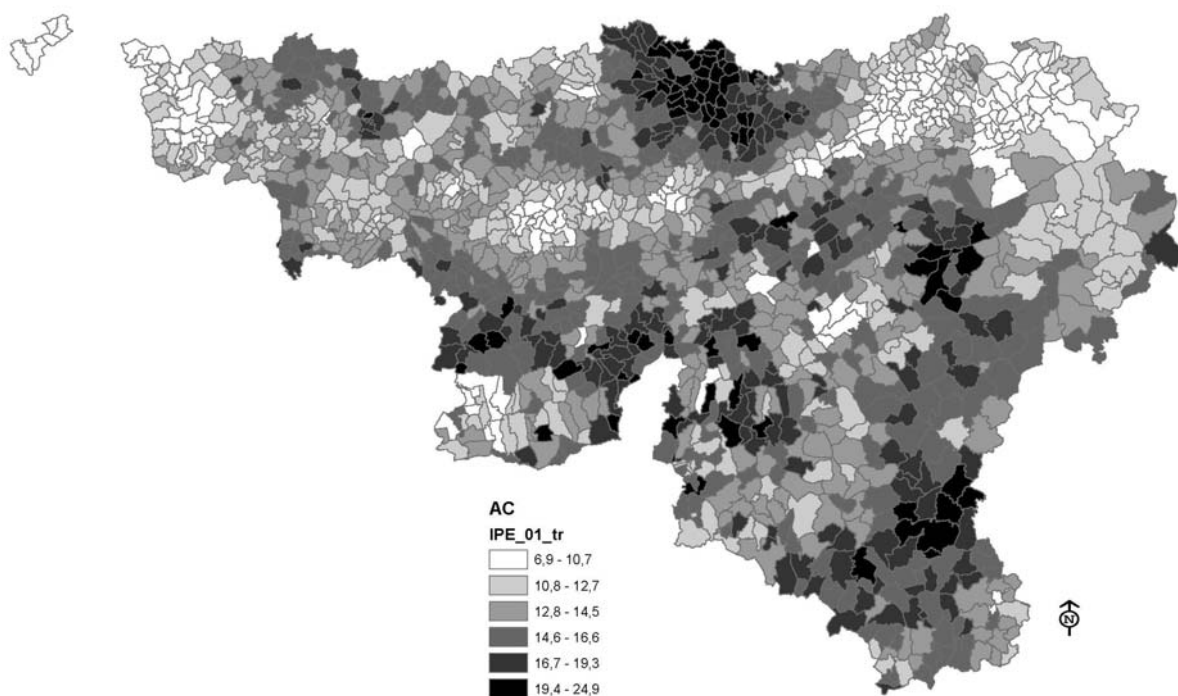 AC
IPE_01_tr
6,9 - 10,7
10,8 - 12,7
12,8 - 14,5
14,6 - 16,6
16,7 - 19,3
19,4 - 24,9
N